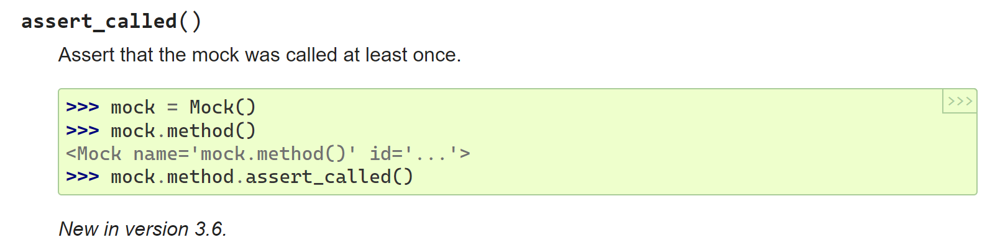 assert_called()
Assert that the mock was called at least once.
>>>
>>> mock = Mock()
>>> mock.method()
<Mock name='mock.method()' id='...'>
>>> mock.method.assert_called()
New in version 3.6.